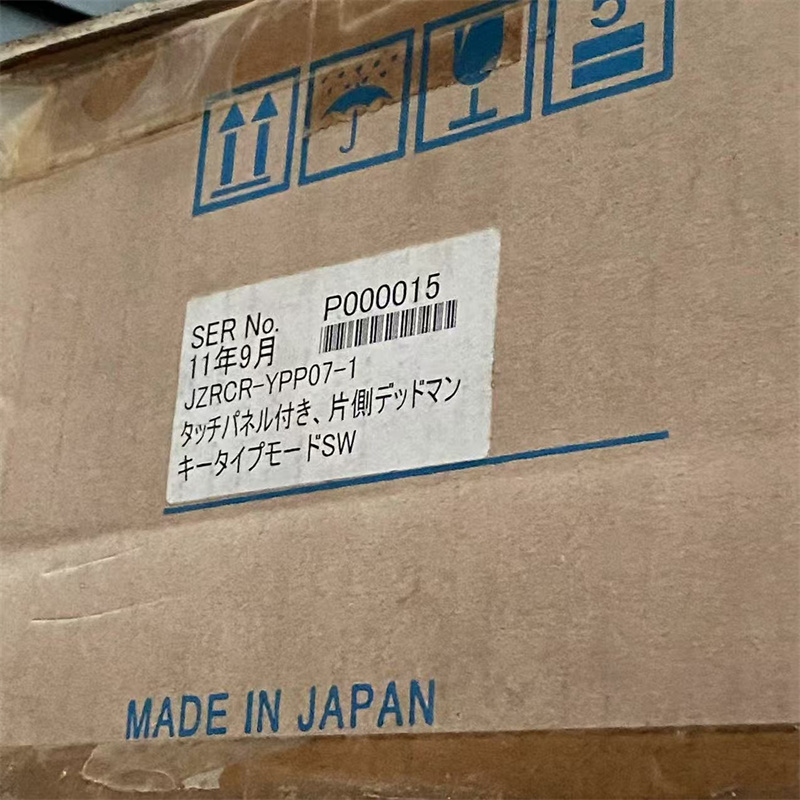 5
SER No. P000015
11年9月
JZRCR-YPP07-1
タッチパネル付き、片側デッドマン
キータイプモードSW
MADE IN JAPAN